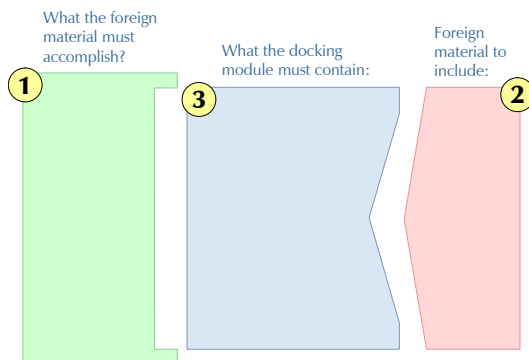 What the foreign
material must
accomplish?
1
What the docking
module must contain:
3
Foreign
material to
include:
2